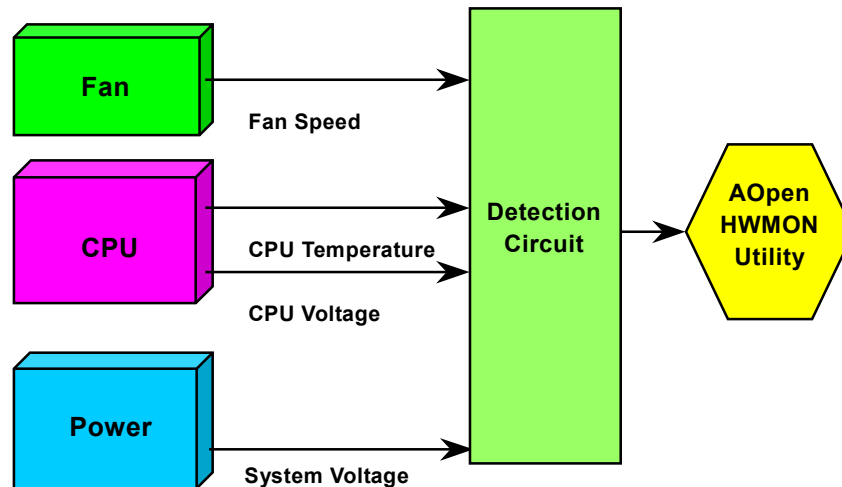 Fan
Fan Speed
CPU
CPU Temperature
CPU Voltage
Power
System Voltage
Detection
Circuit
AOpen
HWMON
Utility